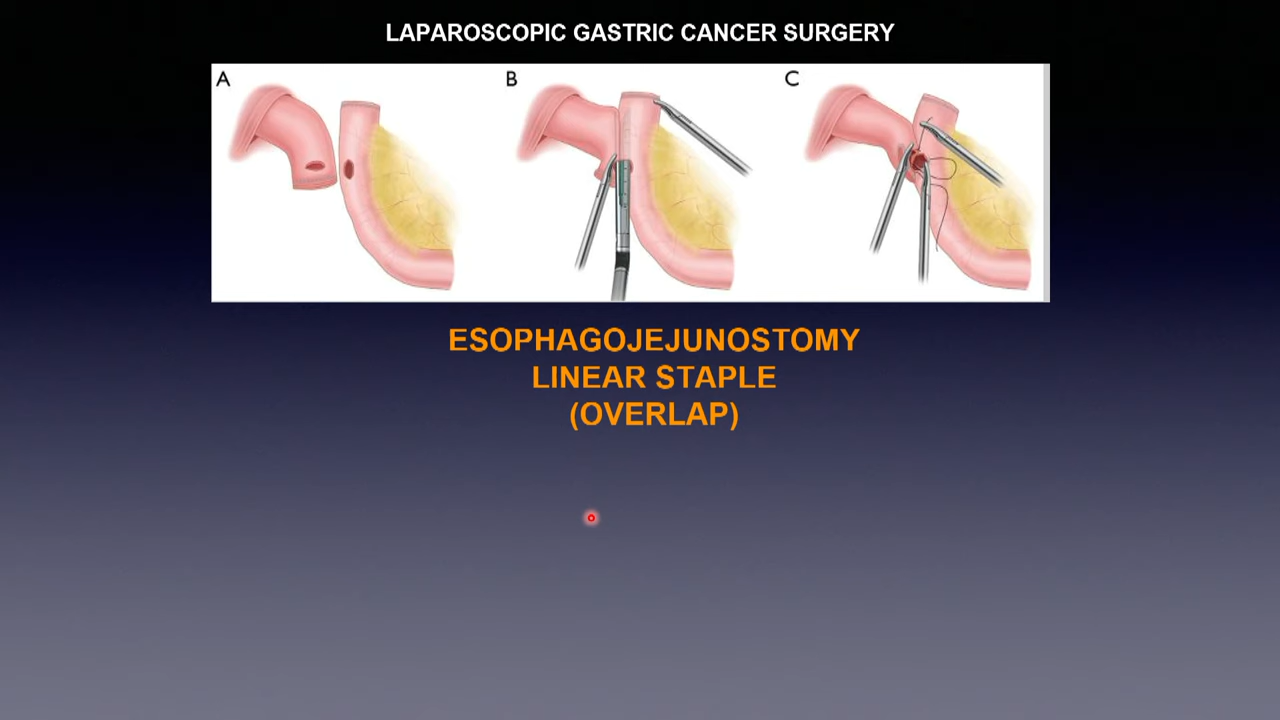 LAPAROSCOPIC GASTRIC CANCER SURGERY
A
B
C
ESOPHAGOJEJUNOSTOMY
LINEAR STAPLE
(OVERLAP)